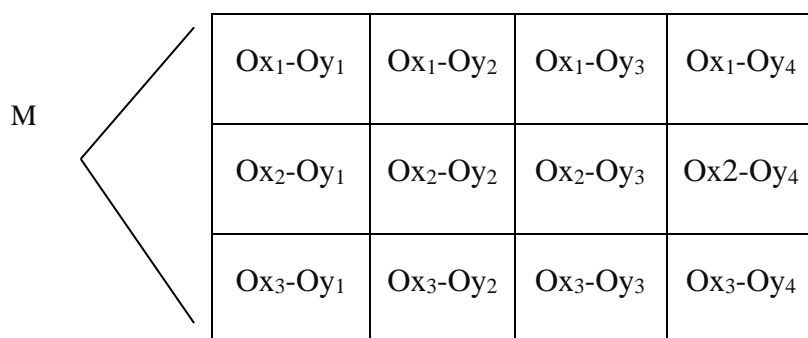 Ox₁-Oy₁ Ox₁-Oy₂ Ox₁-Oy₃ Ox₁-Oy₄
M
Ox₂-Oy₁ Ox₂-Oy₂ Ox₂-Oy₃ Ox2-Oy₄
Ox₃-Oy₁ Ox₃-Oy₂ Ox₃-Oy₃ Ox₃-Oy₄